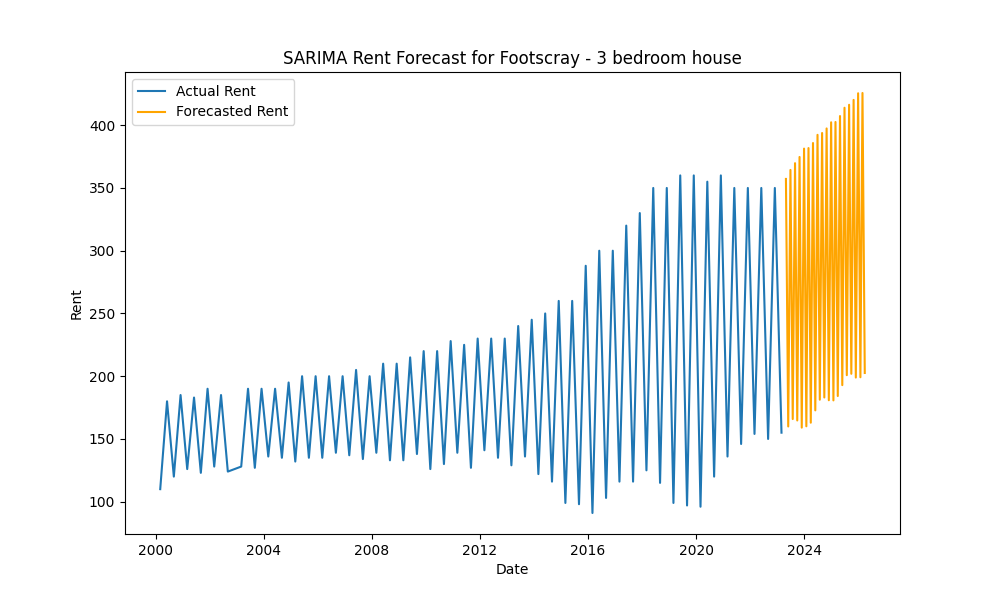 SARIMA Rent Forecast for Footscray - 3 bedroom house
Actual Rent
Forecasted Rent
400
350
300
250
200
150
100
Rent
2000 2004 2008 2012 2016 2020 2024
Date